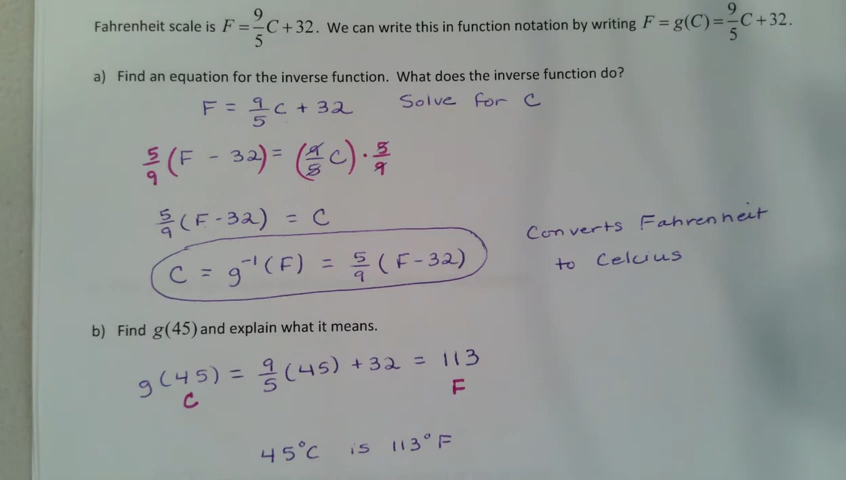 Fahrenheit scale is F = 9/5 C + 32. We can write this in function notation by writing F = g(C) = 9/5 C + 32.
a) Find an equation for the inverse function. What does the inverse function do?
F = 9/5 C + 32 Solve for C
5/9 (F - 32) = (9/5 C) · 5/9
5/9 (F - 32) = C
C = g⁻¹(F) = 5/9 (F - 32)
Converts Fahrenheit
to Celcius
b) Find g(45) and explain what it means.
g(45) = 9/5 (45) + 32 = 113
C F
45°C is 113°F